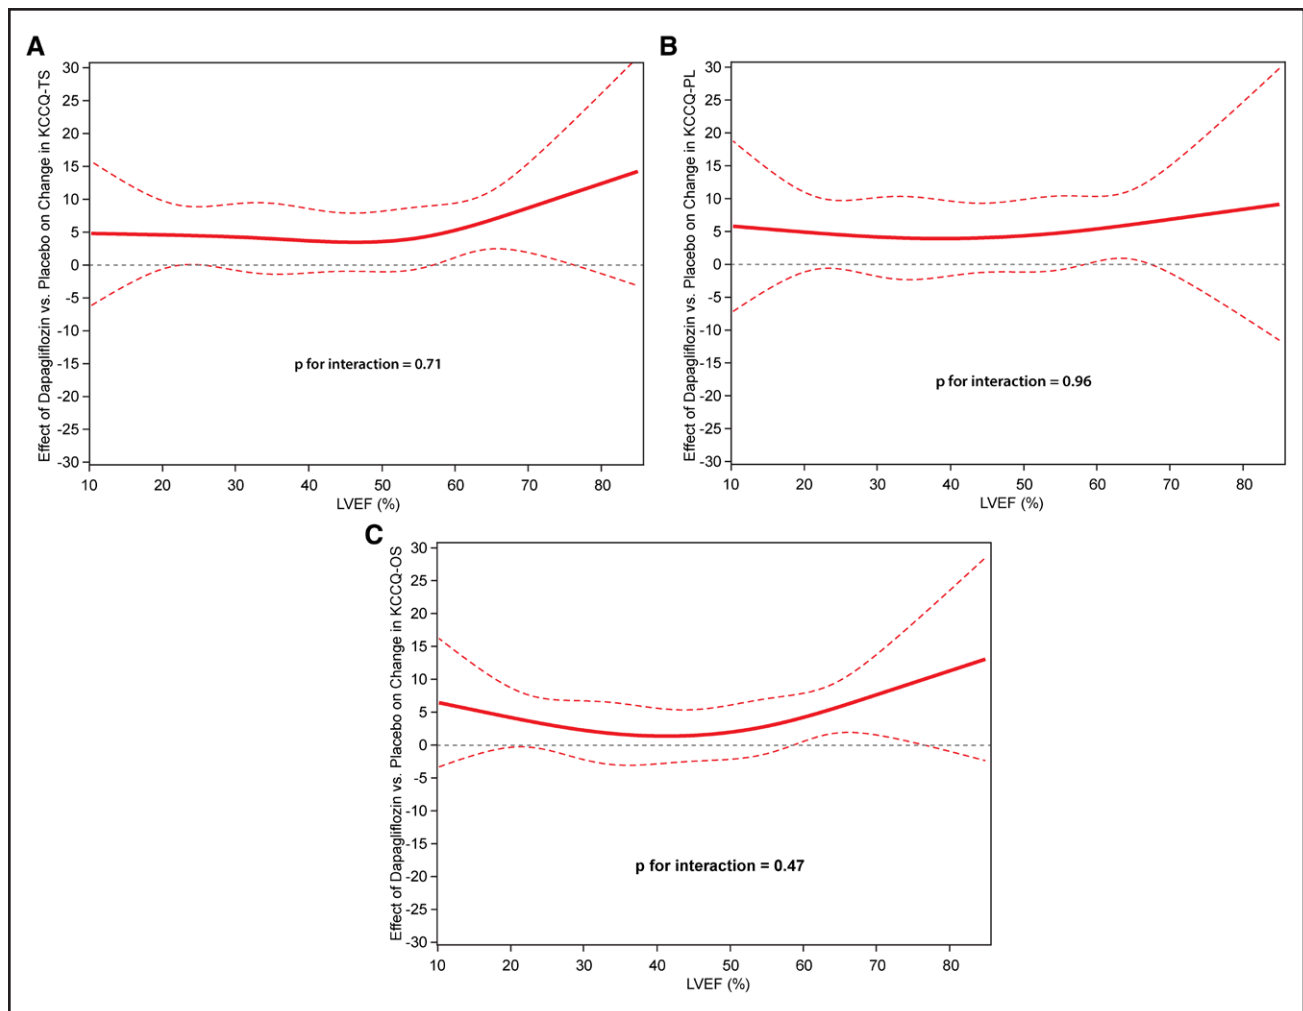 A
Effect of Dapagliflozin vs. Placebo on Change in KCCQ-TS
30
25
20
15
10
5
0
-5
-10
-15
-20
-25
-30
p for interaction = 0.71
10 20 30 40 50 60 70 80
LVEF (%)
B
Effect of Dapagliflozin vs. Placebo on Change in KCCQ-PL
30
25
20
15
10
5
0
-5
-10
-15
-20
-25
-30
p for interaction = 0.96
10 20 30 40 50 60 70 80
LVEF (%)
C
Effect of Dapagliflozin vs. Placebo on Change in KCCQ-OS
30
25
20
15
10
5
0
-5
-10
-15
-20
-25
-30
p for interaction = 0.47
10 20 30 40 50 60 70 80
LVEF (%)